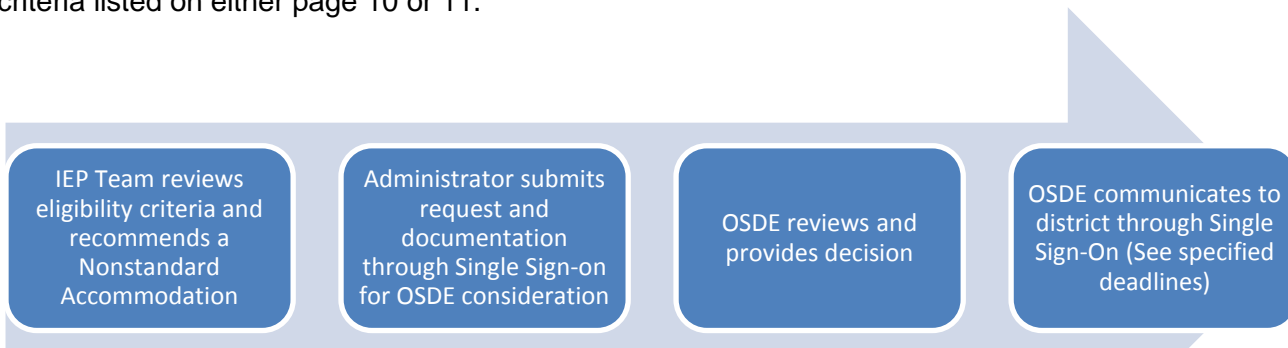 criteria listed on either page 10 or 11.
IEP Team reviews
eligibility criteria and
recommends a
Nonstandard
Accommodation
Administrator submits
request and
documentation
through Single Sign-on
for OSDE consideration
OSDE reviews and
provides decision
OSDE communicates to
district through Single
Sign-On (See specified
deadlines)